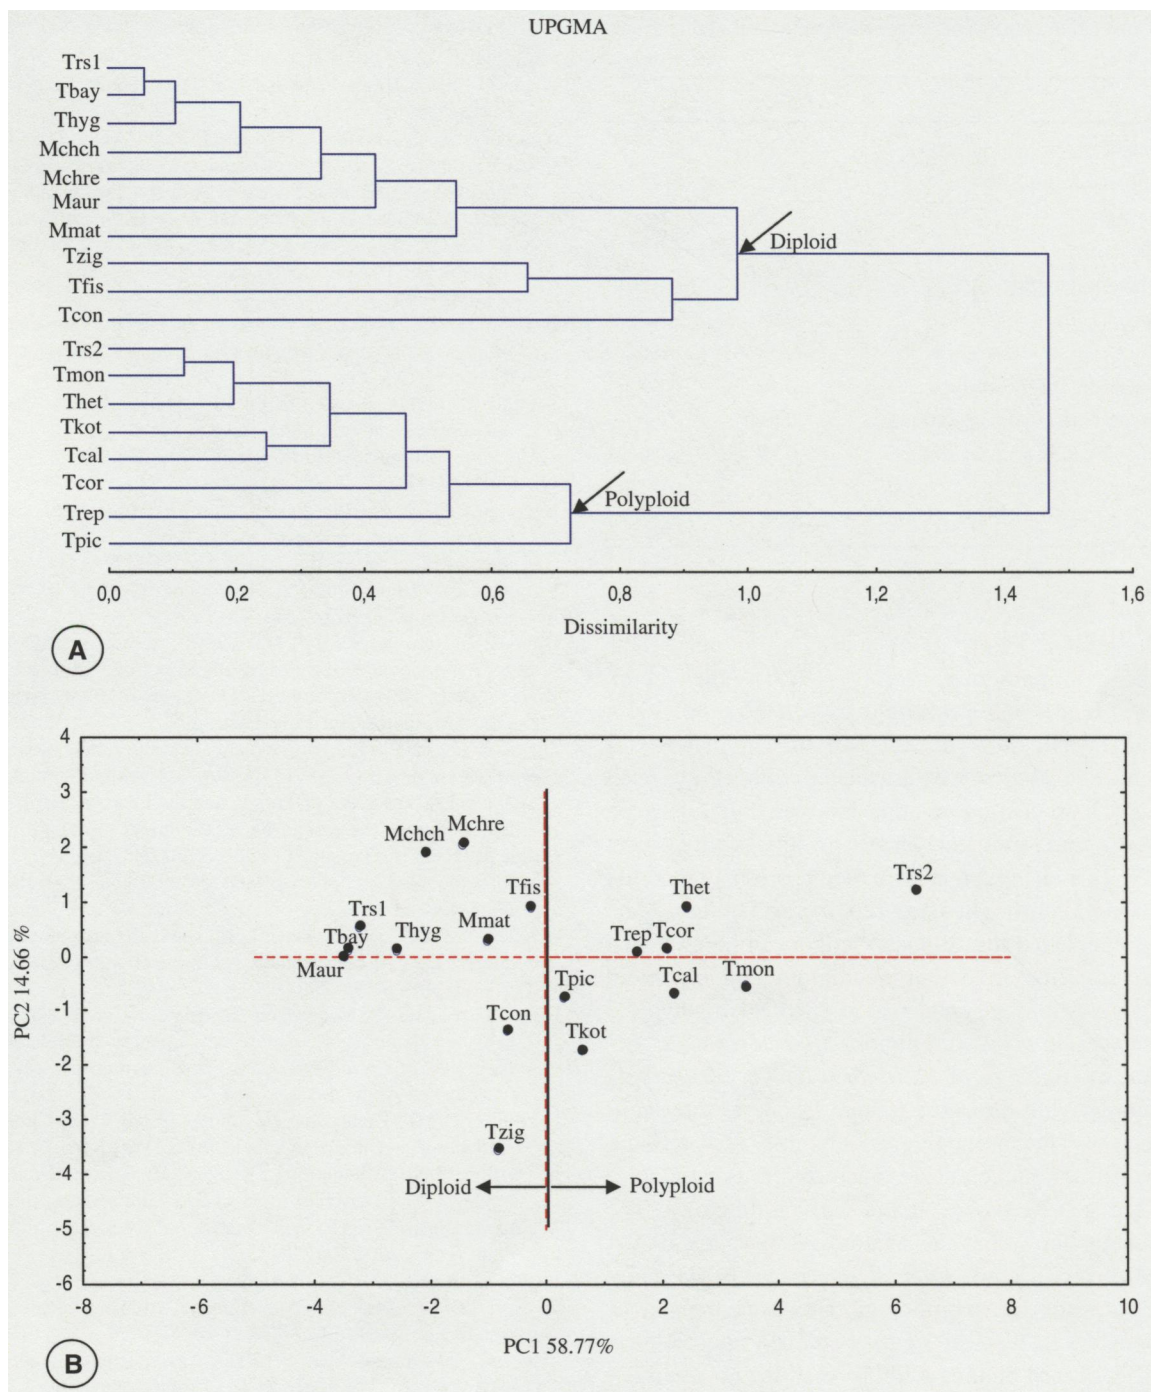 UPGMA
Trs1
Tbay
Thyg
Mchch
Mchre
Maur
Mmat
Tzig
Diploid
Tfis
Tcon
Trs2
Tmon
Thet
Tkot
Tcal
Tcor
Trep
Polyploid
Tpic
0,0 0,2 0,4 0,6 0,8 1,0 1,2 1,4 1,6
Dissimilarity
A
4
3
2
1
0
-1
-2
-3
-4
-5
-6
PC2 14.66 %
Mchch Mchre
Tfis Thet Trs2
Trs1
Tbay Thyg Mmat Trep Tcor
Maur Tpic Tcal Tmon
Tcon Tkot
Tzig
Diploid Polyploid
-8 -6 -4 -2 0 2 4 6 8 10
PC1 58.77%
B